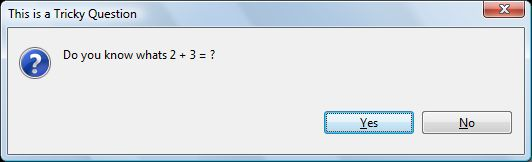 This is a Tricky Question
Do you know whats 2 + 3 = ?
Yes
No